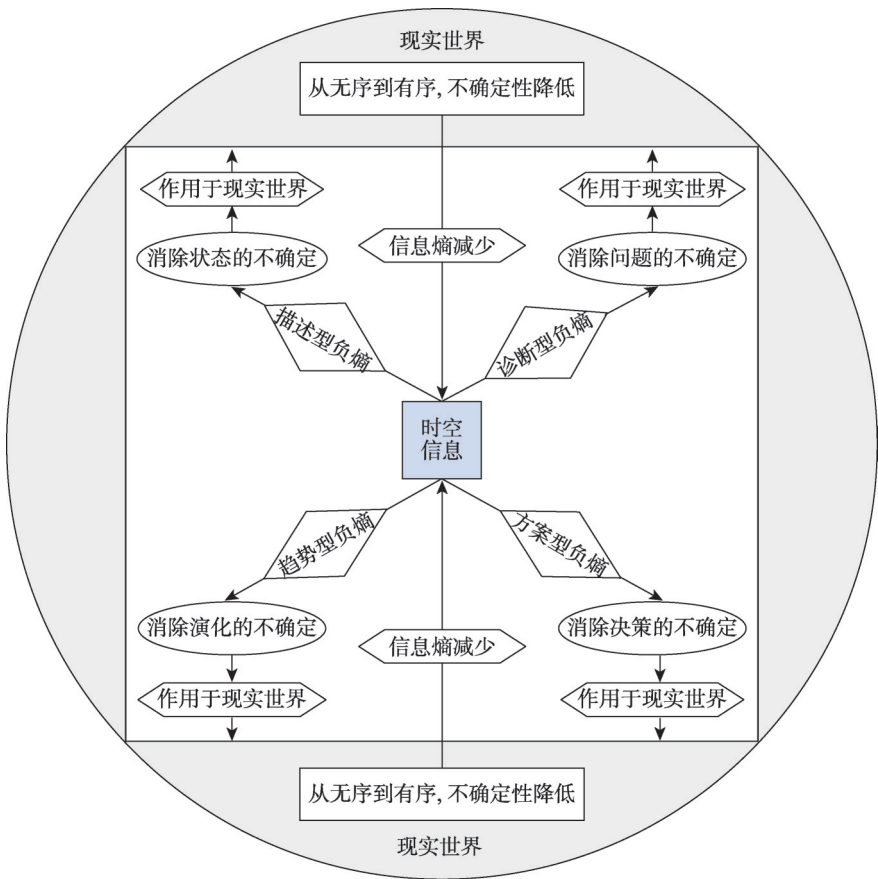 现实世界
从无序到有序,不确定性降低
作用于现实世界
作用于现实世界
消除状态的不确定
信息熵减少
消除问题的不确定
描述型负熵
诊断型负熵
时空
信息
趋势型负熵
方案型负熵
消除演化的不确定
信息熵减少
消除决策的不确定
作用于现实世界
作用于现实世界
从无序到有序,不确定性降低
现实世界